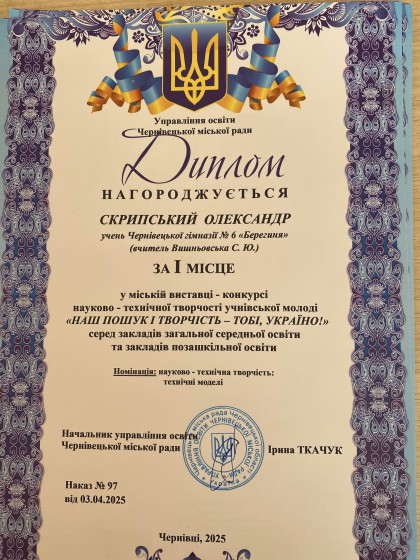 Управління освіти
Чернівецької міської ради
Диплом
НАГОРОДЖУЄТЬСЯ
СКРИПСЬКИЙ ОЛЕКСАНДР
учень Чернівецької гімназії № 6 «Берегиня»
(вчитель Вишньовська С. Ю.)
ЗА I МІСЦЕ
у міській виставці - конкурсі
науково - технічної творчості учнівської молоді
«НАШ ПОШУК І ТВОРЧІСТЬ – ТОБІ, УКРАЇНО!»
серед закладів загальної середньої освіти
та закладів позашкільної освіти
Номінація: науково - технічна творчість:
технічні моделі
Начальник управління освіти
Чернівецької міської ради
Ірина ТКАЧУК
Наказ № 97
від 03.04.2025
Чернівці, 2025